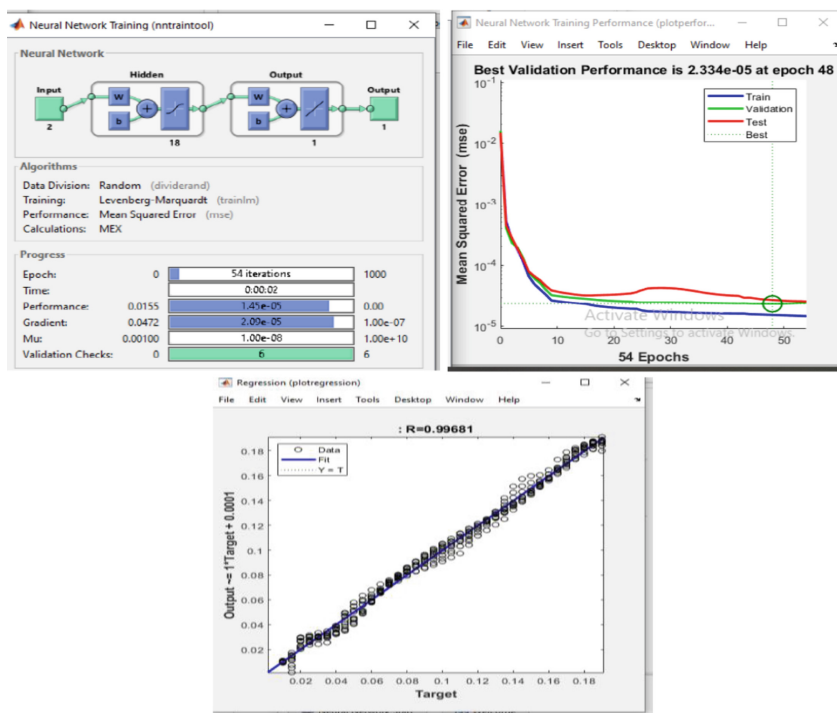 Neural Network Training (nntraintool)
Neural Network
Hidden
Output
Input
Output
W
W
b
b
2
18
1
1
Algorithms
Data Division: Random (dividerand)
Training: Levenberg-Marquardt (trainlm)
Performance: Mean Squared Error (mse)
Calculations: MEX
Progress
Epoch: 0 54 iterations 1000
Time: 0:00:02
Performance: 0.0155 1.45e-05 0.00
Gradient: 0.0472 2.09e-05 1.00e-07
Mu: 0.00100 1.00e-08 1.00e+10
Validation Checks: 0 6 6
Neural Network Training Performance (plotperfor...
File Edit View Insert Tools Desktop Window Help
Best Validation Performance is 2.334e-05 at epoch 48
Train
Validation
Test
Best
Mean Squared Error (mse)
10-1
10-2
10-3
10-4
10-5
0 10 20 30 40 50
54 Epochs
Activate Windows
Go to Settings to activate Windows.
Regression (plotregression)
File Edit View Insert Tools Desktop Window Help
: R=0.99681
Data
Fit
Y = T
Output ~= 1*Target + 0.0001
0.18
0.16
0.14
0.12
0.1
0.08
0.06
0.04
0.02
0.02 0.04 0.06 0.08 0.1 0.12 0.14 0.16 0.18
Target